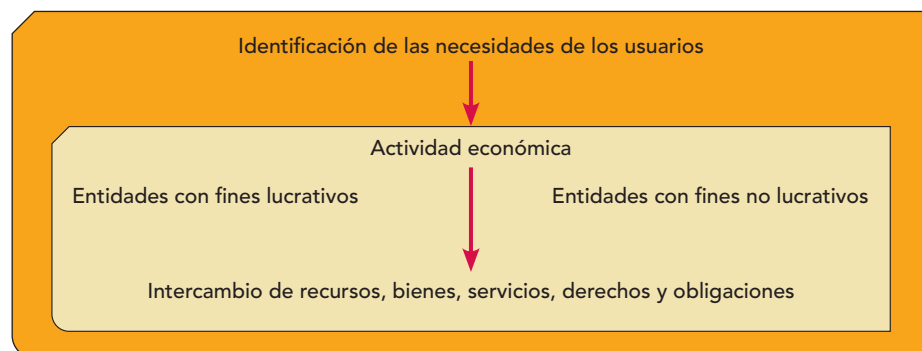 Identificación de las necesidades de los usuarios
Actividad económica
Entidades con fines lucrativos
Entidades con fines no lucrativos
Intercambio de recursos, bienes, servicios, derechos y obligaciones